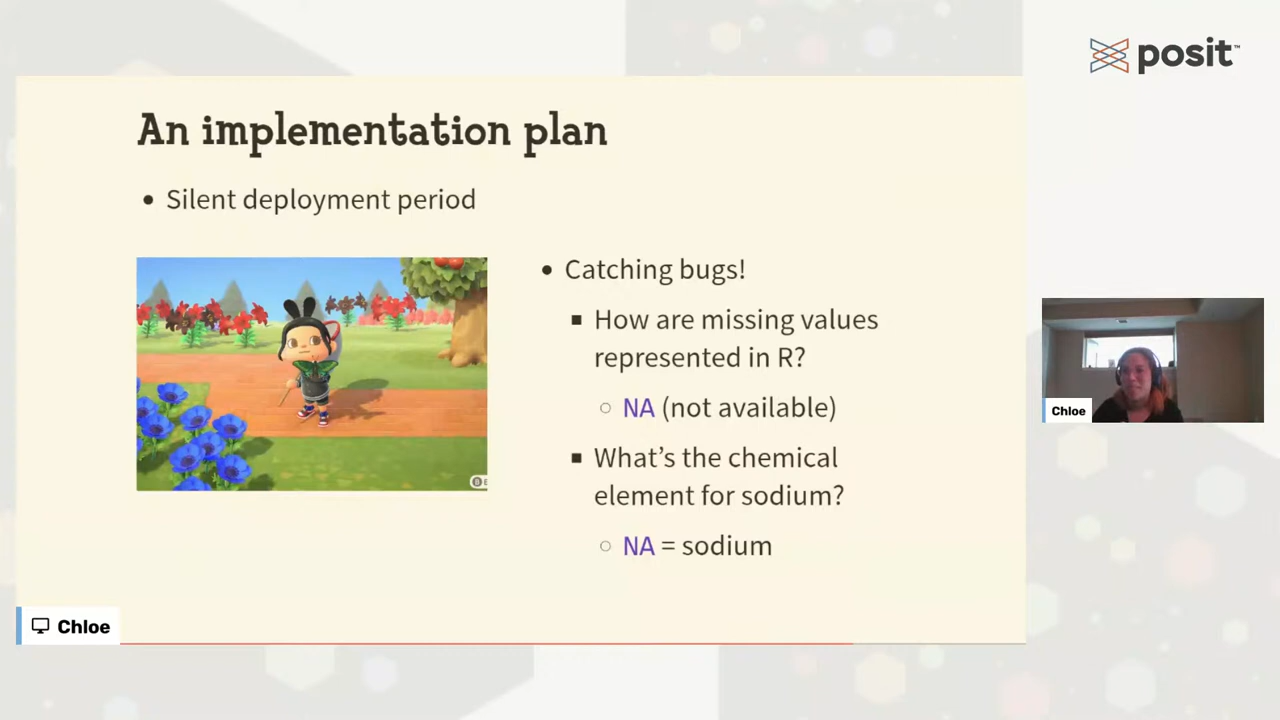 posit™
An implementation plan
• Silent deployment period
• Catching bugs!
▪ How are missing values
represented in R?
○ NA (not available)
▪ What’s the chemical
element for sodium?
○ NA = sodium
Chloe
Chloe